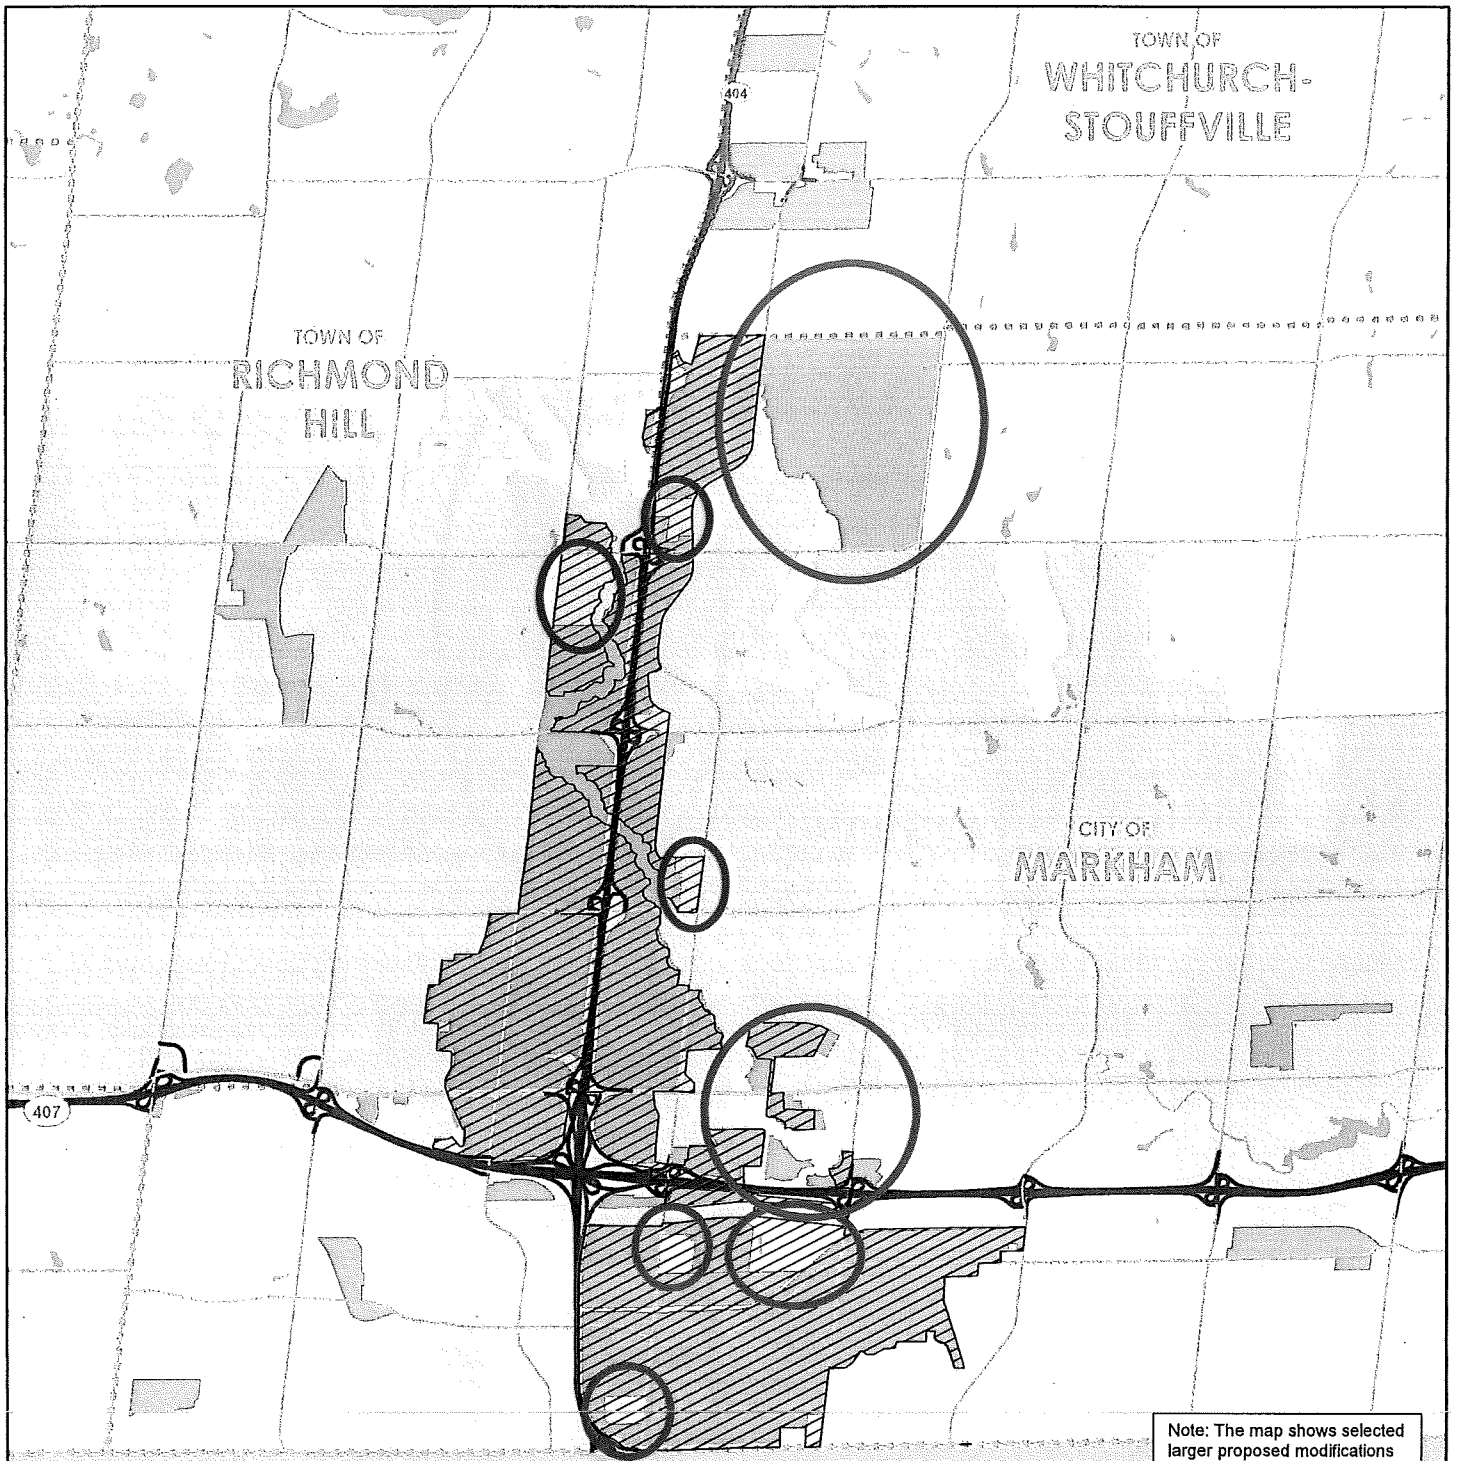 TOWN OF
WHITCHURCH-
STOUFFVILLE
404
TOWN OF
RICHMOND
HILL
CITY OF
MARKHAM
407
Note: The map shows selected
larger proposed modifications